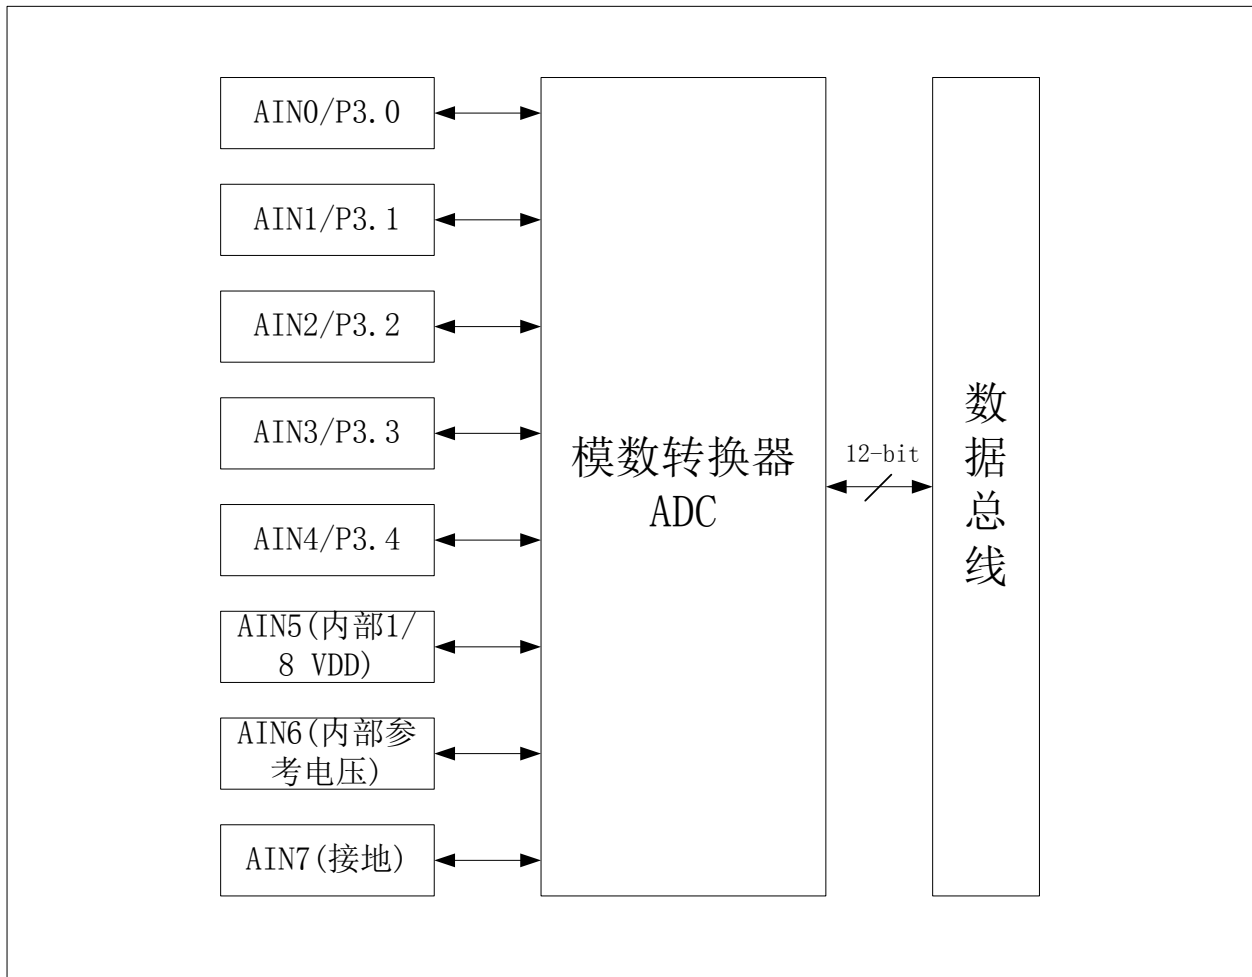 AIN0/P3.0
AIN1/P3.1
AIN2/P3.2
AIN3/P3.3
AIN4/P3.4
AIN5(内部1/
8 VDD)
AIN6(内部参
考电压)
AIN7(接地)
模数转换器
ADC
12-bit
数
据
总
线